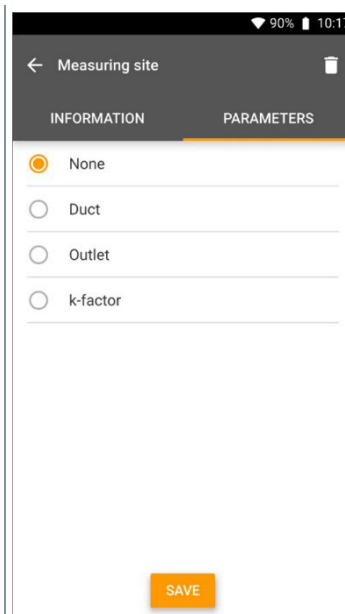 90% 10:17
Measuring site
INFORMATION PARAMETERS
None
Duct
Outlet
k-factor
SAVE